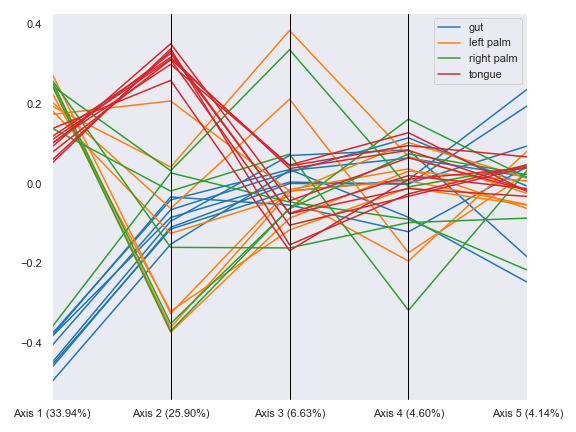 gut
left palm
right palm
tongue
0.4
0.2
0.0
−0.2
−0.4
Axis 1 (33.94%) Axis 2 (25.90%) Axis 3 (6.63%) Axis 4 (4.60%) Axis 5 (4.14%)